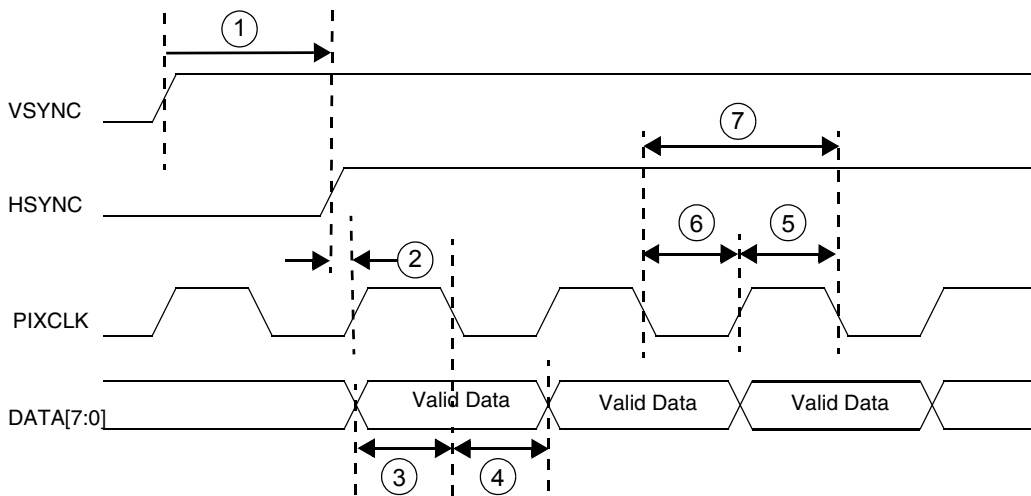 1
VSYNC
7
HSYNC
6
5
2
PIXCLK
DATA[7:0]
Valid Data
Valid Data
Valid Data
3
4